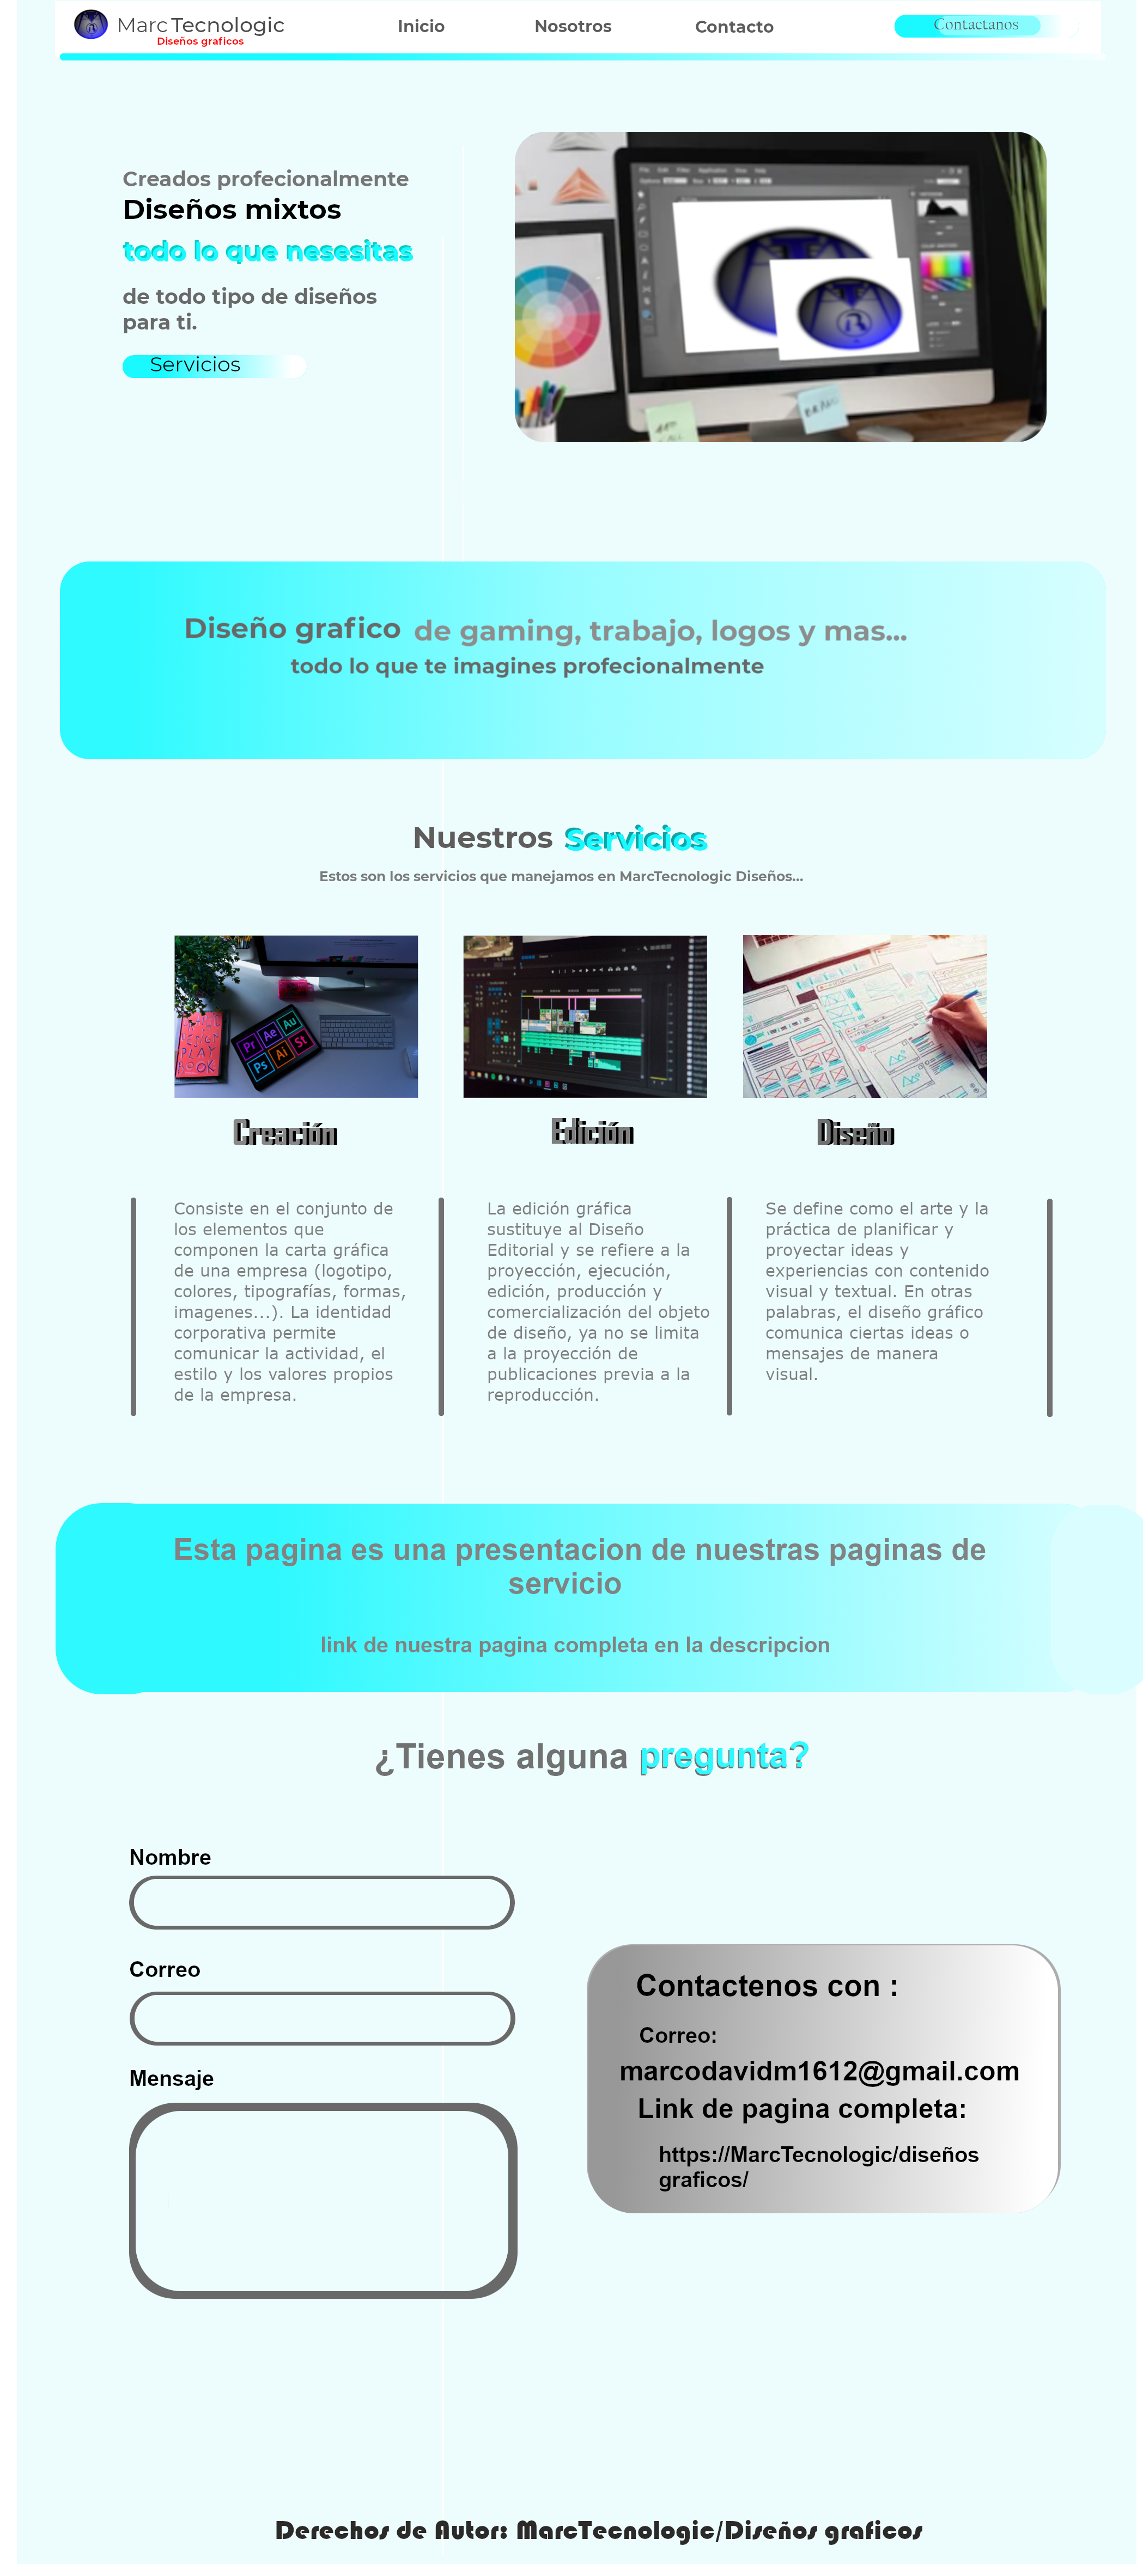 Marc Tecnologic
Diseños graficos
Inicio
Nosotros
Contacto
Contactanos
Creados profecionalmente
Diseños mixtos
todo lo que nesesitas
de todo tipo de diseños
para ti.
Servicios
Diseño grafico de gaming, trabajo, logos y mas...
todo lo que te imagines profecionalmente
Nuestros Servicios
Estos son los servicios que manejamos en MarcTecnologic Diseños...
Pr Ae Au
Ps Ai St
Creación
Edición
Diseño
Consiste en el conjunto de
los elementos que
componen la carta gráfica
de una empresa (logotipo,
colores, tipografías, formas,
imagenes...). La identidad
corporativa permite
comunicar la actividad, el
estilo y los valores propios
de la empresa.
La edición gráfica
sustituye al Diseño
Editorial y se refiere a la
proyección, ejecución,
edición, producción y
comercialización del objeto
de diseño, ya no se limita
a la proyección de
publicaciones previa a la
reproducción.
Se define como el arte y la
práctica de planificar y
proyectar ideas y
experiencias con contenido
visual y textual. En otras
palabras, el diseño gráfico
comunica ciertas ideas o
mensajes de manera
visual.
Esta pagina es una presentacion de nuestras paginas de
servicio
link de nuestra pagina completa en la descripcion
¿Tienes alguna pregunta?
Nombre
Correo
Mensaje
Contactenos con :
Correo:
marcodavidm1612@gmail.com
Link de pagina completa:
https://MarcTecnologic/diseños
graficos/
Derechos de Autor: MarcTecnologic/Diseños graficos